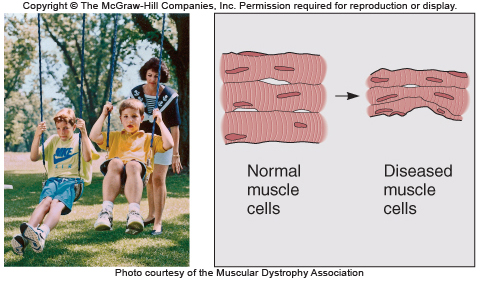 Copyright © The McGraw-Hill Companies, Inc. Permission required for reproduction or display.
Normal
muscle
cells
Diseased
muscle
cells
Photo courtesy of the Muscular Dystrophy Association